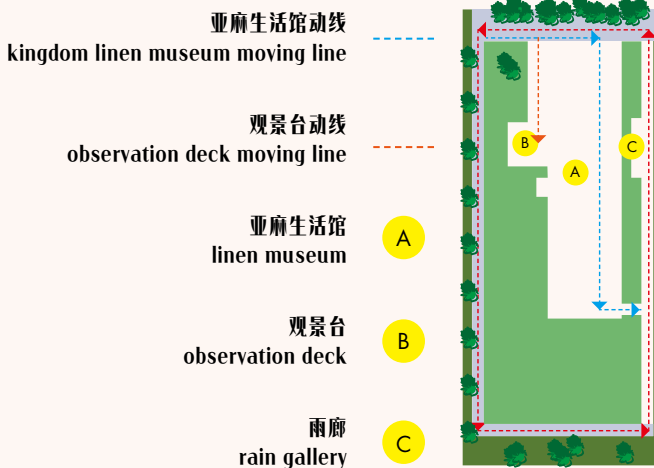 亚麻生活馆动线
kingdom linen museum moving line
观景台动线
observation deck moving line
亚麻生活馆
linen museum
A
观景台
observation deck
B
雨廊
rain gallery
C
B
A
C